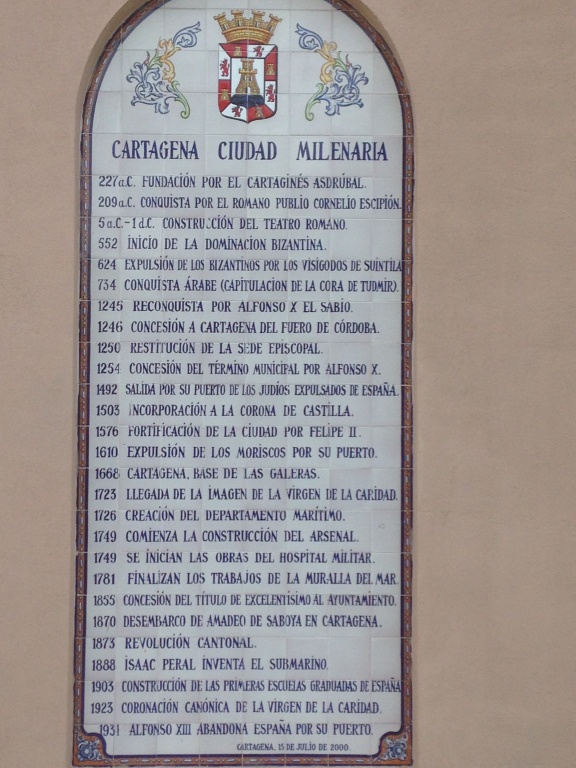 CARTAGENA CIUDAD MILENARIA
227a.C. FUNDACIÓN POR EL CARTAGINÉS ASDRÚBAL.
209a.C. CONQUISTA POR EL ROMANO PUBLIO CORNELIO ESCIPIÓN.
5a.C.-1d.C. CONSTRUCCIÓN DEL TEATRO ROMANO.
552 INICIO DE LA DOMINACION BIZANTINA.
624 EXPULSIÓN DE LOS BIZANTINOS POR LOS VISIGODOS DE SUINTILA
734 CONQUISTA ÁRABE (CAPITULACION DE LA CORA DE TUDMIR).
1245 RECONQUISTA POR ALFONSO X EL SABIO.
1246 CONCESIÓN A CARTAGENA DEL FUERO DE CÓRDOBA.
1250 RESTITUCIÓN DE LA SEDE EPISCOPAL.
1254 CONCESIÓN DEL TÉRMINO MUNICIPAL POR ALFONSO X.
1492 SALIDA POR SU PUERTO DE LOS JUDÍOS EXPULSADOS DE ESPAÑA.
1503 INCORPORACIÓN A LA CORONA DE CASTILLA.
1576 FORTIFICACIÓN DE LA CIUDAD POR FELIPE II.
1610 EXPULSIÓN DE LOS MORISCOS POR SU PUERTO.
1668 CARTAGENA, BASE DE LAS GALERAS.
1723 LLEGADA DE LA IMAGEN DE LA VIRGEN DE LA CARIDAD.
1726 CREACIÓN DEL DEPARTAMENTO MARÍTIMO.
1749 COMIENZA LA CONSTRUCCIÓN DEL ARSENAL.
1749 SE INICIAN LAS OBRAS DEL HOSPITAL MILITAR.
1781 FINALIZAN LOS TRABAJOS DE LA MURALLA DEL MAR.
1855 CONCESIÓN DEL TÍTULO DE EXCELENTÍSIMO AL AYUNTAMIENTO.
1870 DESEMBARCO DE AMADEO DE SABOYA EN CARTAGENA.
1873 REVOLUCIÓN CANTONAL.
1888 ISAAC PERAL INVENTA EL SUBMARINO.
1903 CONSTRUCCIÓN DE LAS PRIMERAS ESCUELAS GRADUADAS DE ESPAÑA
1923 CORONACIÓN CANÓNICA DE LA VIRGEN DE LA CARIDAD.
1931 ALFONSO XIII ABANDONA ESPAÑA POR SU PUERTO.
CARTAGENA, 15 DE JULIO DE 2000